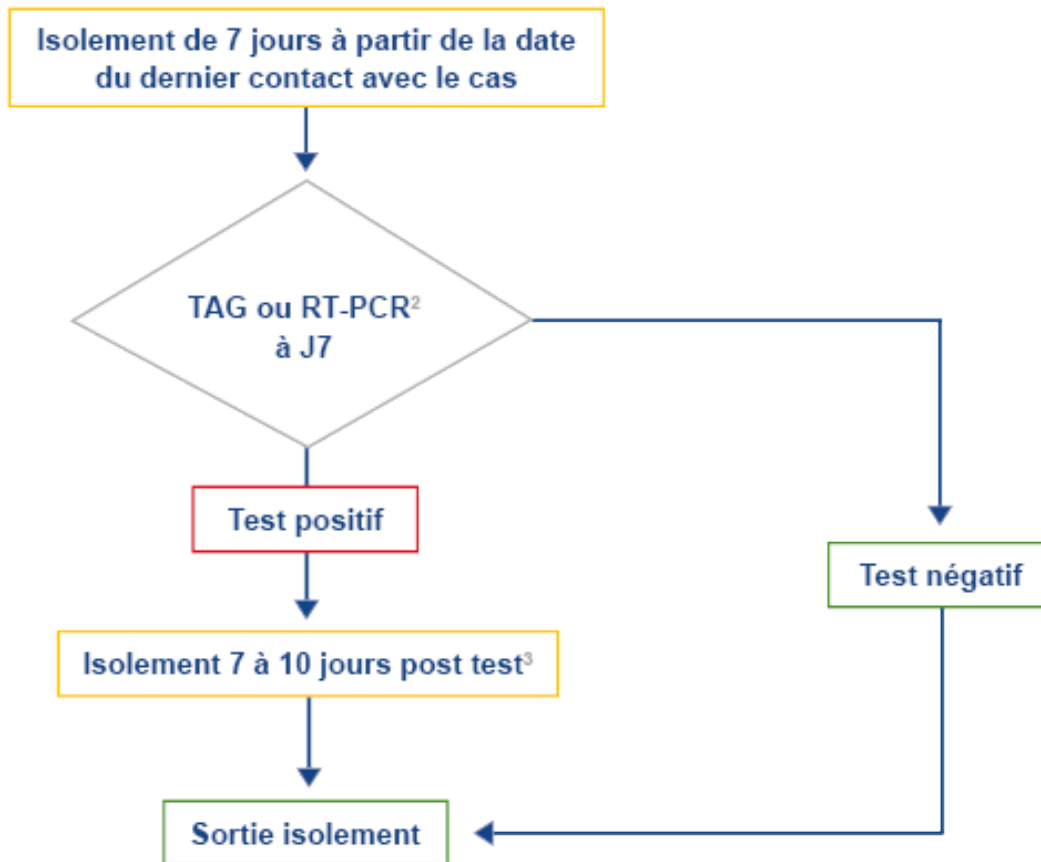 Isolement de 7 jours à partir de la date
du dernier contact avec le cas
TAG ou RT-PCR²
à J7
Test positif
Test négatif
Isolement 7 à 10 jours post test³
Sortie isolement